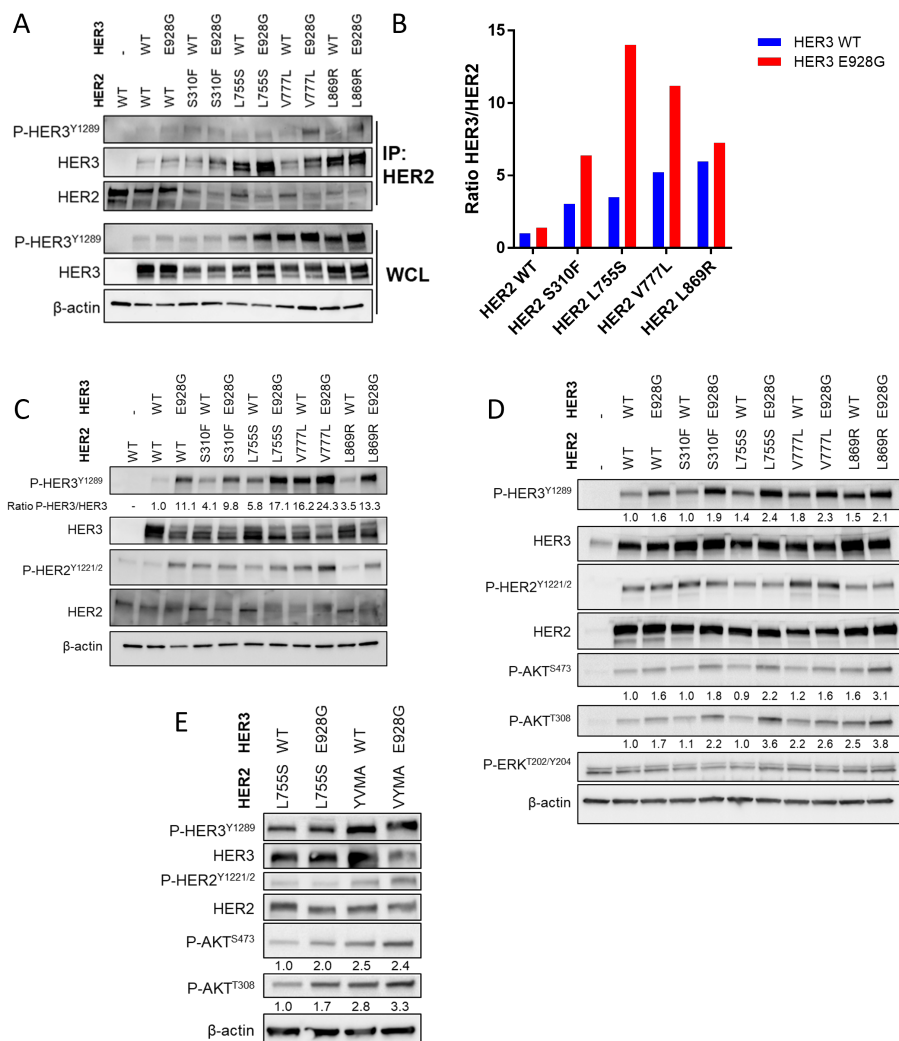 A
HER3 - WT E928G WT E928G WT E928G WT E928G WT E928G
HER2 WT WT WT S310F S310F L755S L755S V777L V777L L869R L869R
P-HER3Y1289
HER3
HER2
IP:
HER2
P-HER3Y1289
HER3
β-actin
WCL
B
Ratio HER3/HER2
15
10
5
0
HER2 WT
HER2 S310F
HER2 L755S
HER2 V777L
HER2 L869R
HER3 WT
HER3 E928G
C
HER3 - WT E928G WT E928G WT E928G WT E928G WT E928G
HER2 WT WT WT S310F S310F L755S L755S V777L V777L L869R L869R
P-HER3Y1289
Ratio P-HER3/HER3 - 1.0 11.1 4.1 9.8 5.8 17.1 16.2 24.3 3.5 13.3
HER3
P-HER2Y1221/2
HER2
β-actin
D
HER3 - WT E928G WT E928G WT E928G WT E928G WT E928G
HER2 - WT WT S310F S310F L755S L755S V777L V777L L869R L869R
P-HER3Y1289
1.0 1.6 1.0 1.9 1.4 2.4 1.8 2.3 1.5 2.1
HER3
P-HER2Y1221/2
HER2
P-AKTS473
1.0 1.6 1.0 1.8 0.9 2.2 1.2 1.6 1.6 3.1
P-AKTT308
1.0 1.7 1.1 2.2 1.0 3.6 2.2 2.6 2.5 3.8
P-ERKT202/Y204
β-actin
E
HER3 WT E928G WT E928G
HER2 L755S L755S YVMA VYMA
P-HER3Y1289
HER3
P-HER2Y1221/2
HER2
P-AKTS473
1.0 2.0 2.5 2.4
P-AKTT308
1.0 1.7 2.8 3.3
β-actin